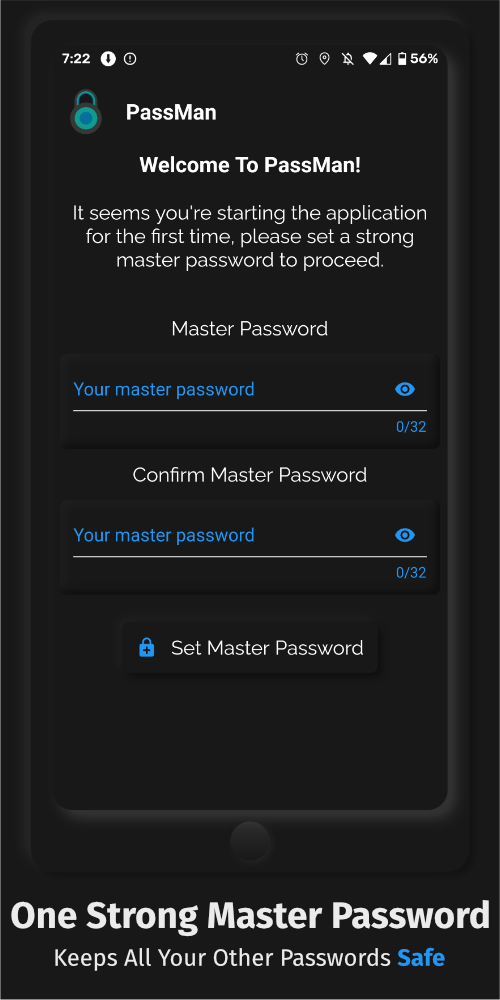 7:22
56%
PassMan
Welcome To PassMan!
It seems you're starting the application
for the first time, please set a strong
master password to proceed.
Master Password
Your master password
0/32
Confirm Master Password
Your master password
0/32
Set Master Password
One Strong Master Password
Keeps All Your Other Passwords Safe